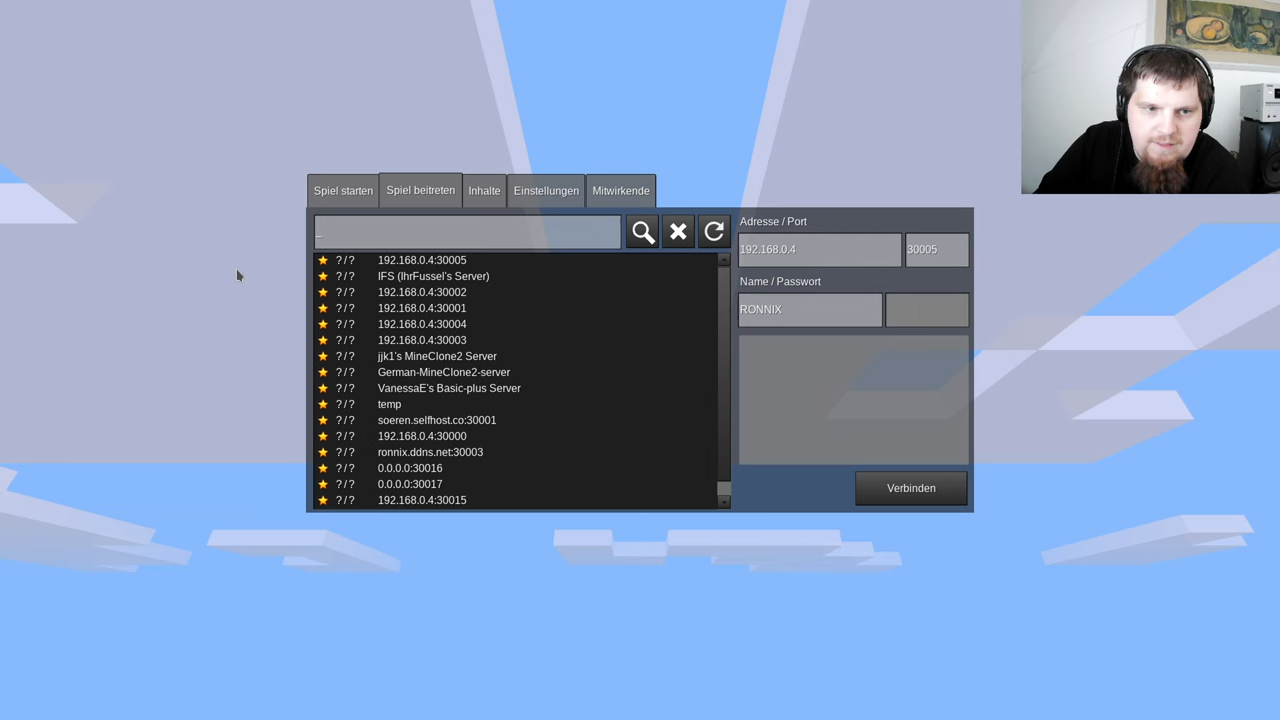 Spiel starten Spiel beitreten Inhalte Einstellungen Mitwirkende
_
Adresse / Port
192.168.0.4 30005
Name / Passwort
RONNIX
? / ? 192.168.0.4:30005
? / ? IFS (IhrFussel's Server)
? / ? 192.168.0.4:30002
? / ? 192.168.0.4:30001
? / ? 192.168.0.4:30004
? / ? 192.168.0.4:30003
? / ? jjk1's MineClone2 Server
? / ? German-MineClone2-server
? / ? VanessaE's Basic-plus Server
? / ? temp
? / ? soeren.selfhost.co:30001
? / ? 192.168.0.4:30000
? / ? ronnix.ddns.net:30003
? / ? 0.0.0.0:30016
? / ? 0.0.0.0:30017
? / ? 192.168.0.4:30015
Verbinden